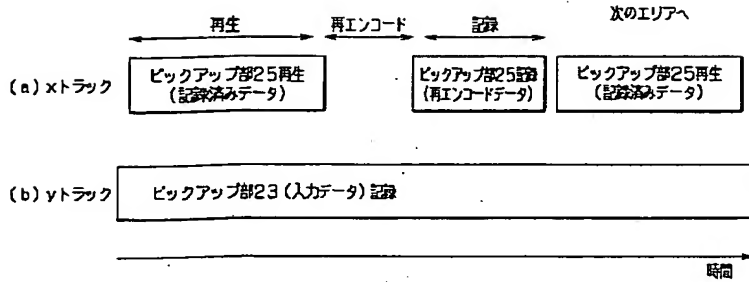 再生
再エンコード
記録
次のエリアへ
(a)xトラック
ピックアップ部25再生
(記録済みデータ)
ピックアップ部25記録
(再エンコードデータ)
ピックアップ部25再生
(記録済みデータ)
(b)yトラック
ピックアップ部23(入力データ)記録
時間